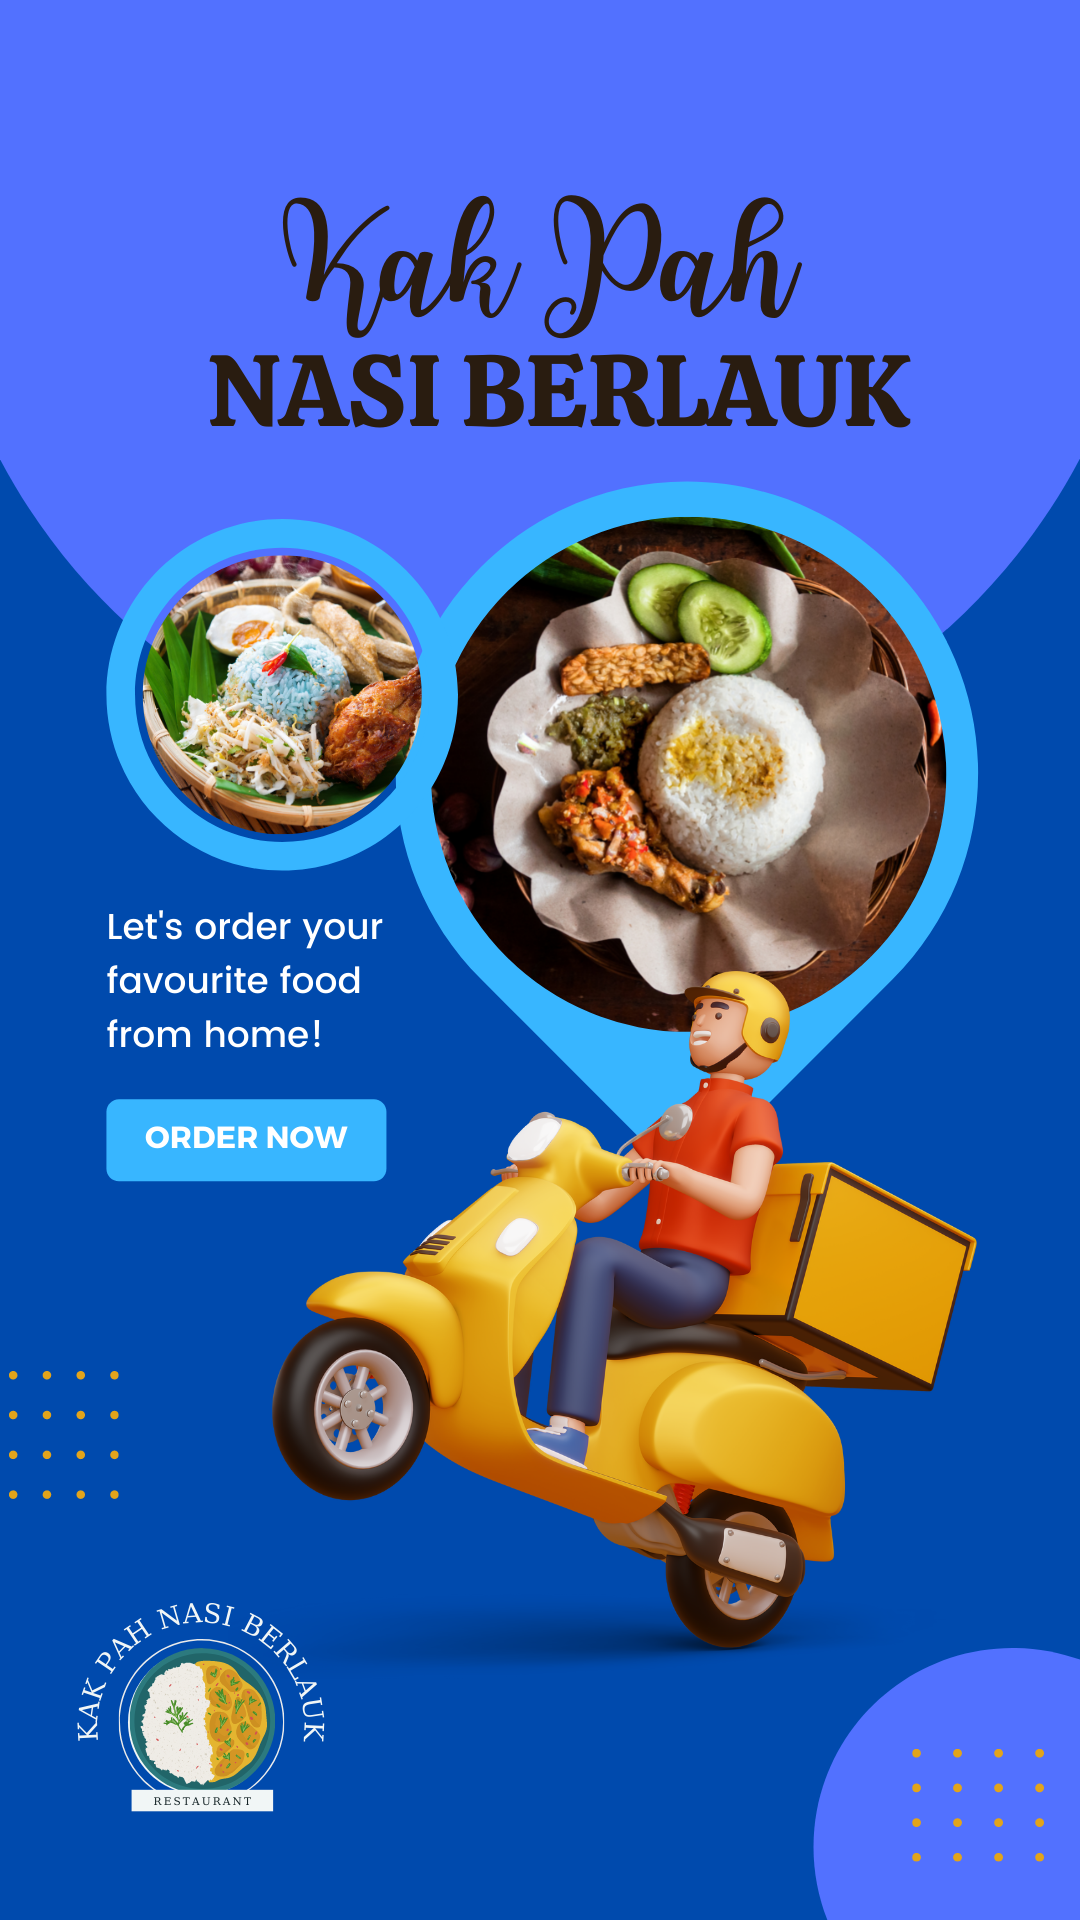 Kak Pah
NASI BERLAUK
Let's order your
favourite food
from home!
ORDER NOW
KAK PAH NASI BERLAUK
RESTAURANT